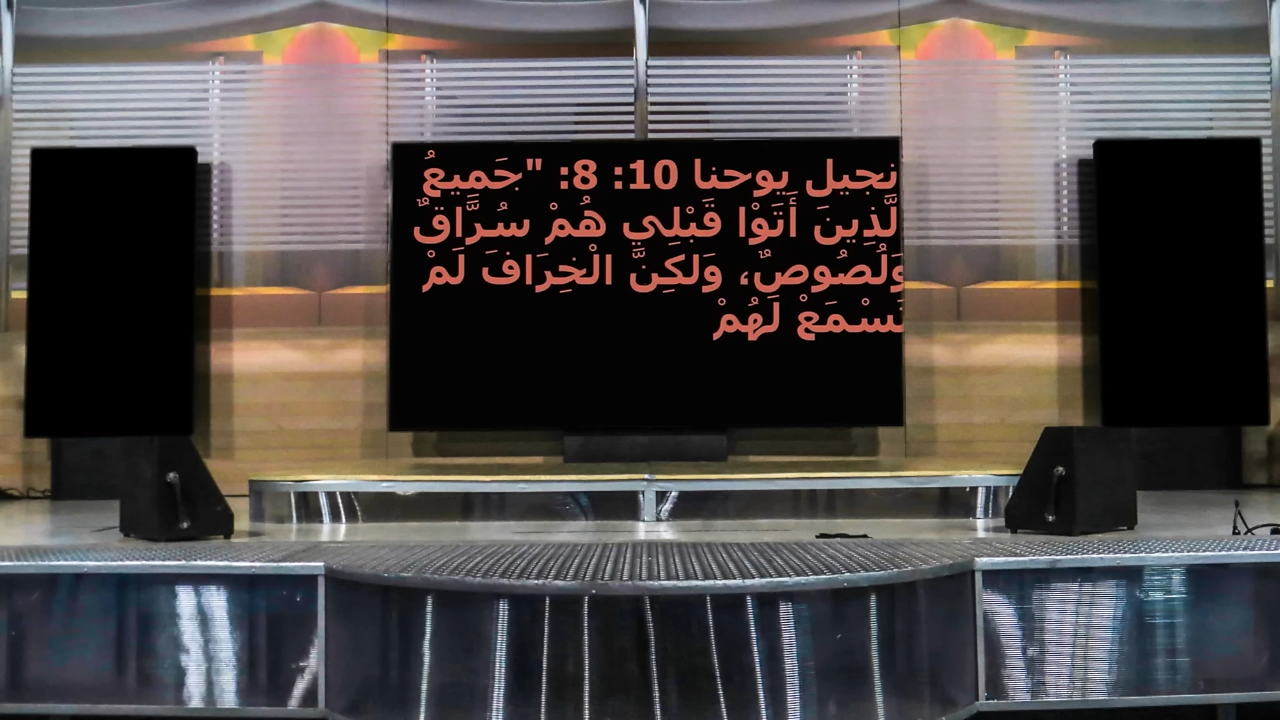 نجيل يوحنا 10: 8: "جَمِيعُ
لَّذِينَ أَتَوْا قَبْلِي هُمْ سُرَّاقٌ
وَلُصُوصٌ، وَلكِنَّ الْخِرَافَ لَمْ
تَسْمَعْ لَهُمْ